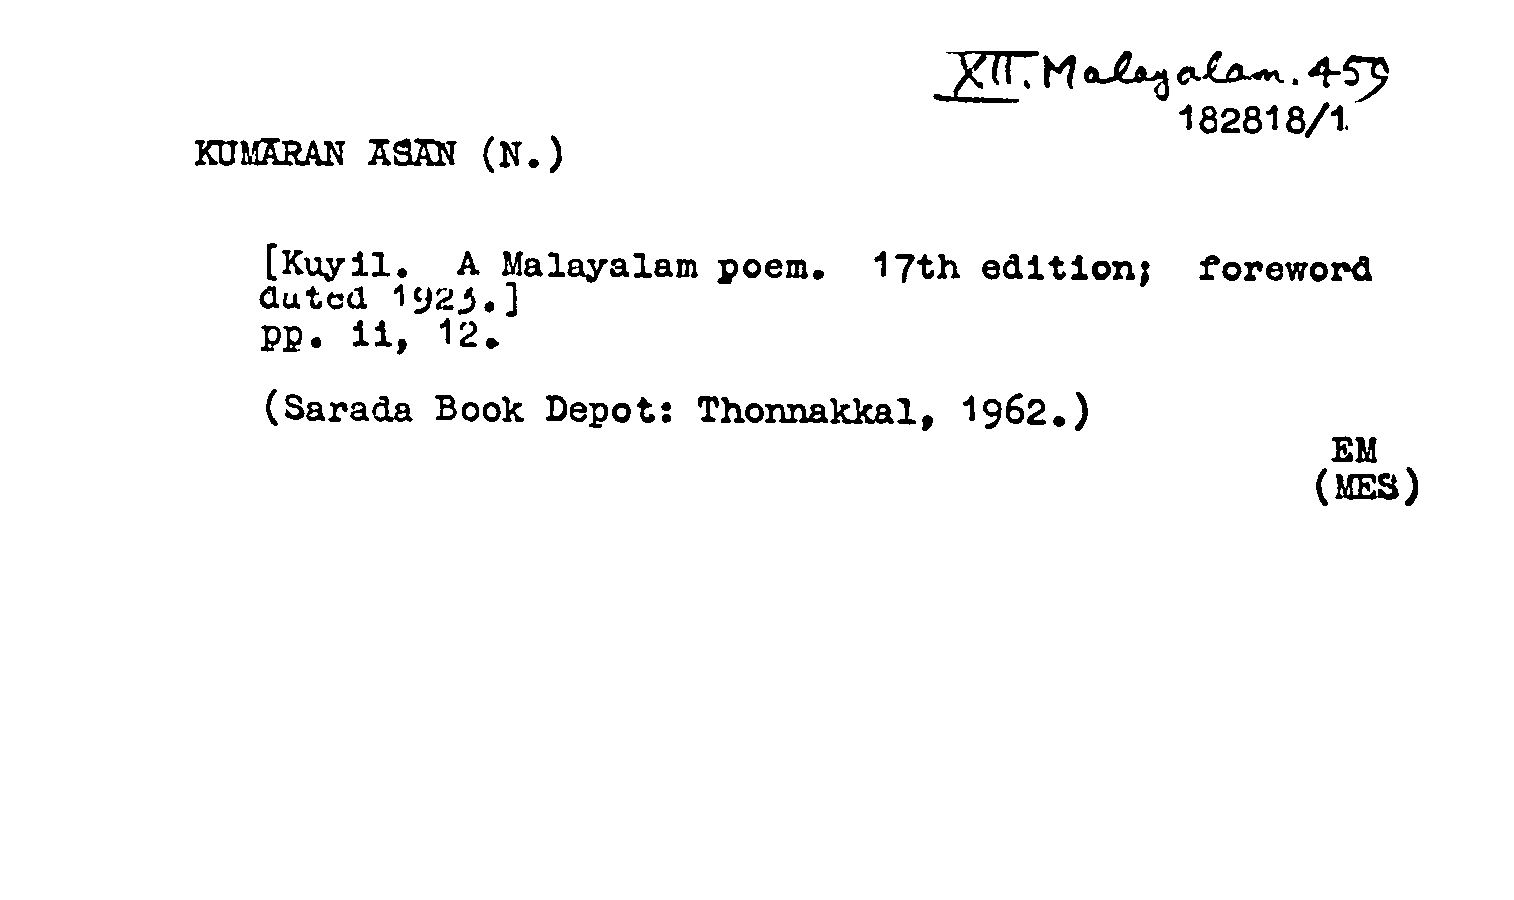 XII. Malayalam. 459
182818/1.
KUMĀRAN ĀSĀN (N.)
[Kuyil. A Malayalam poem. 17th edition; foreword
dated 1923.]
pp. ii, 12.
(Sarada Book Depot: Thonnakkal, 1962.)
EM
(MES)